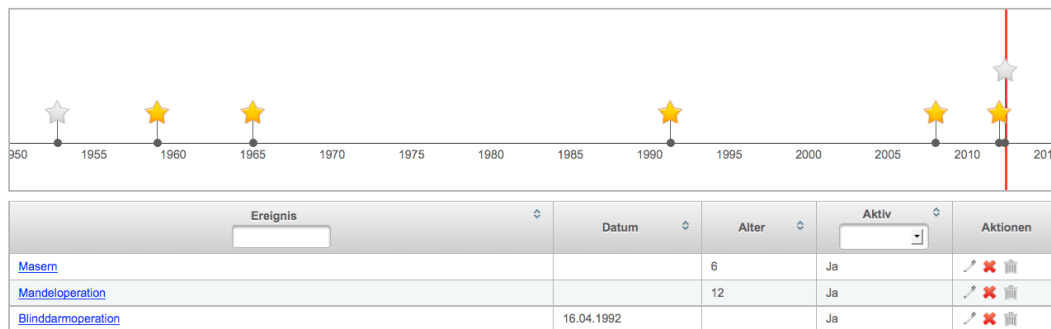 950 1955 1960 1965 1970 1975 1980 1985 1990 1995 2000 2005 2010 201
Ereignis Datum Alter Aktiv Aktionen
Masern 6 Ja
Mandeloperation 12 Ja
Blinddarmoperation 16.04.1992 Ja